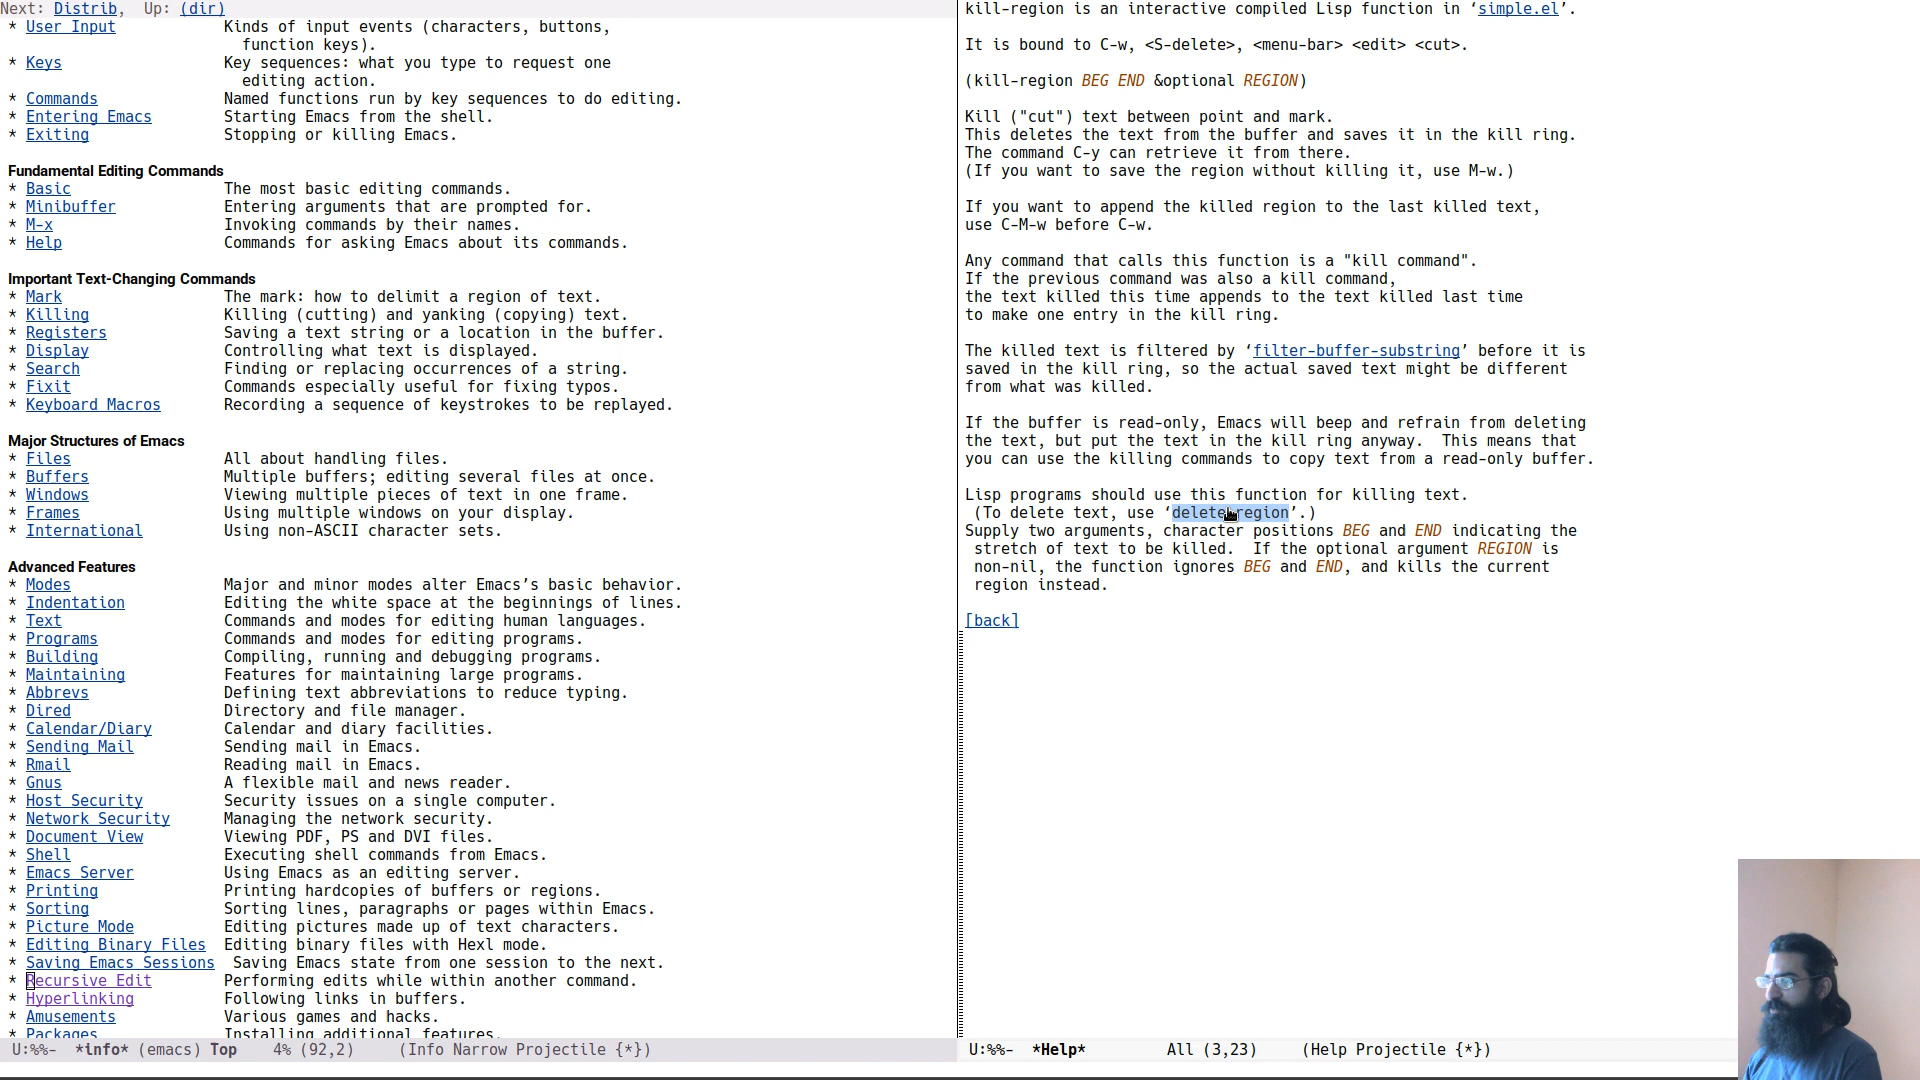 Next: Distrib,  Up: (dir)
* User Input            Kinds of input events (characters, buttons,
                          function keys).
* Keys                  Key sequences: what you type to request one
                          editing action.
* Commands              Named functions run by key sequences to do editing.
* Entering Emacs        Starting Emacs from the shell.
* Exiting               Stopping or killing Emacs.
Fundamental Editing Commands
* Basic                 The most basic editing commands.
* Minibuffer            Entering arguments that are prompted for.
* M-x                   Invoking commands by their names.
* Help                  Commands for asking Emacs about its commands.
Important Text-Changing Commands
* Mark                  The mark: how to delimit a region of text.
* Killing               Killing (cutting) and yanking (copying) text.
* Registers             Saving a text string or a location in the buffer.
* Display               Controlling what text is displayed.
* Search                Finding or replacing occurrences of a string.
* Fixit                 Commands especially useful for fixing typos.
* Keyboard Macros       Recording a sequence of keystrokes to be replayed.
Major Structures of Emacs
* Files                 All about handling files.
* Buffers               Multiple buffers; editing several files at once.
* Windows               Viewing multiple pieces of text in one frame.
* Frames                Using multiple windows on your display.
* International         Using non-ASCII character sets.
Advanced Features
* Modes                 Major and minor modes alter Emacs’s basic behavior.
* Indentation           Editing the white space at the beginnings of lines.
* Text                  Commands and modes for editing human languages.
* Programs              Commands and modes for editing programs.
* Building              Compiling, running and debugging programs.
* Maintaining           Features for maintaining large programs.
* Abbrevs               Defining text abbreviations to reduce typing.
* Dired                 Directory and file manager.
* Calendar/Diary        Calendar and diary facilities.
* Sending Mail          Sending mail in Emacs.
* Rmail                 Reading mail in Emacs.
* Gnus                  A flexible mail and news reader.
* Host Security         Security issues on a single computer.
* Network Security      Managing the network security.
* Document View         Viewing PDF, PS and DVI files.
* Shell                 Executing shell commands from Emacs.
* Emacs Server          Using Emacs as an editing server.
* Printing              Printing hardcopies of buffers or regions.
* Sorting               Sorting lines, paragraphs or pages within Emacs.
* Picture Mode          Editing pictures made up of text characters.
* Editing Binary Files  Editing binary files with Hexl mode.
* Saving Emacs Sessions  Saving Emacs state from one session to the next.
* Recursive Edit        Performing edits while within another command.
* Hyperlinking          Following links in buffers.
* Amusements            Various games and hacks.
* Packages              Installing additional features.
U:%%-  *info* (emacs) Top    4% (92,2)    (Info Narrow Projectile {*})
kill-region is an interactive compiled Lisp function in ‘simple.el’.
It is bound to C-w, <S-delete>, <menu-bar> <edit> <cut>.
(kill-region BEG END &optional REGION)
Kill ("cut") text between point and mark.
This deletes the text from the buffer and saves it in the kill ring.
The command C-y can retrieve it from there.
(If you want to save the region without killing it, use M-w.)
If you want to append the killed region to the last killed text,
use C-M-w before C-w.
Any command that calls this function is a "kill command".
If the previous command was also a kill command,
the text killed this time appends to the text killed last time
to make one entry in the kill ring.
The killed text is filtered by ‘filter-buffer-substring’ before it is
saved in the kill ring, so the actual saved text might be different
from what was killed.
If the buffer is read-only, Emacs will beep and refrain from deleting
the text, but put the text in the kill ring anyway.  This means that
you can use the killing commands to copy text from a read-only buffer.
Lisp programs should use this function for killing text.
 (To delete text, use ‘delete-region’.)
Supply two arguments, character positions BEG and END indicating the
 stretch of text to be killed.  If the optional argument REGION is
 non-nil, the function ignores BEG and END, and kills the current
 region instead.
[back]
U:%%-  *Help*         All (3,23)     (Help Projectile {*})